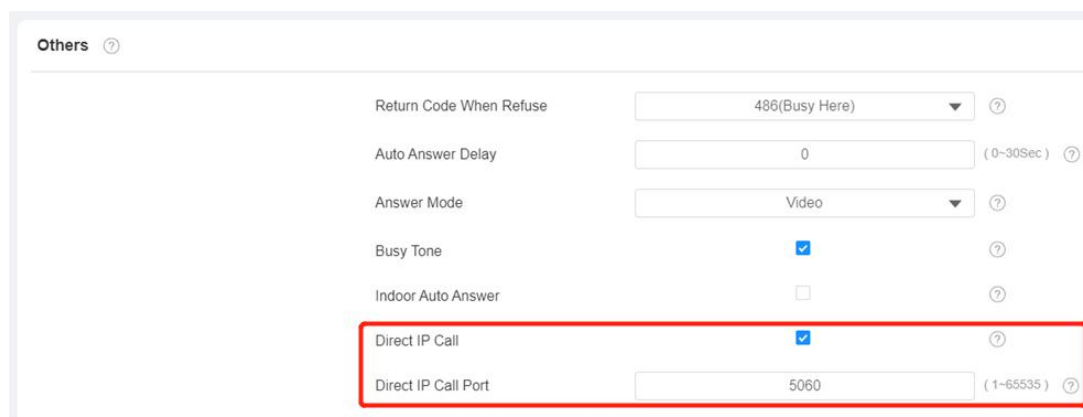 Others ?
Return Code When Refuse 486(Busy Here) ?
Auto Answer Delay 0 ( 0~30Sec ) ?
Answer Mode Video ?
Busy Tone ?
Indoor Auto Answer ?
Direct IP Call ?
Direct IP Call Port 5060 ( 1~65535 ) ?